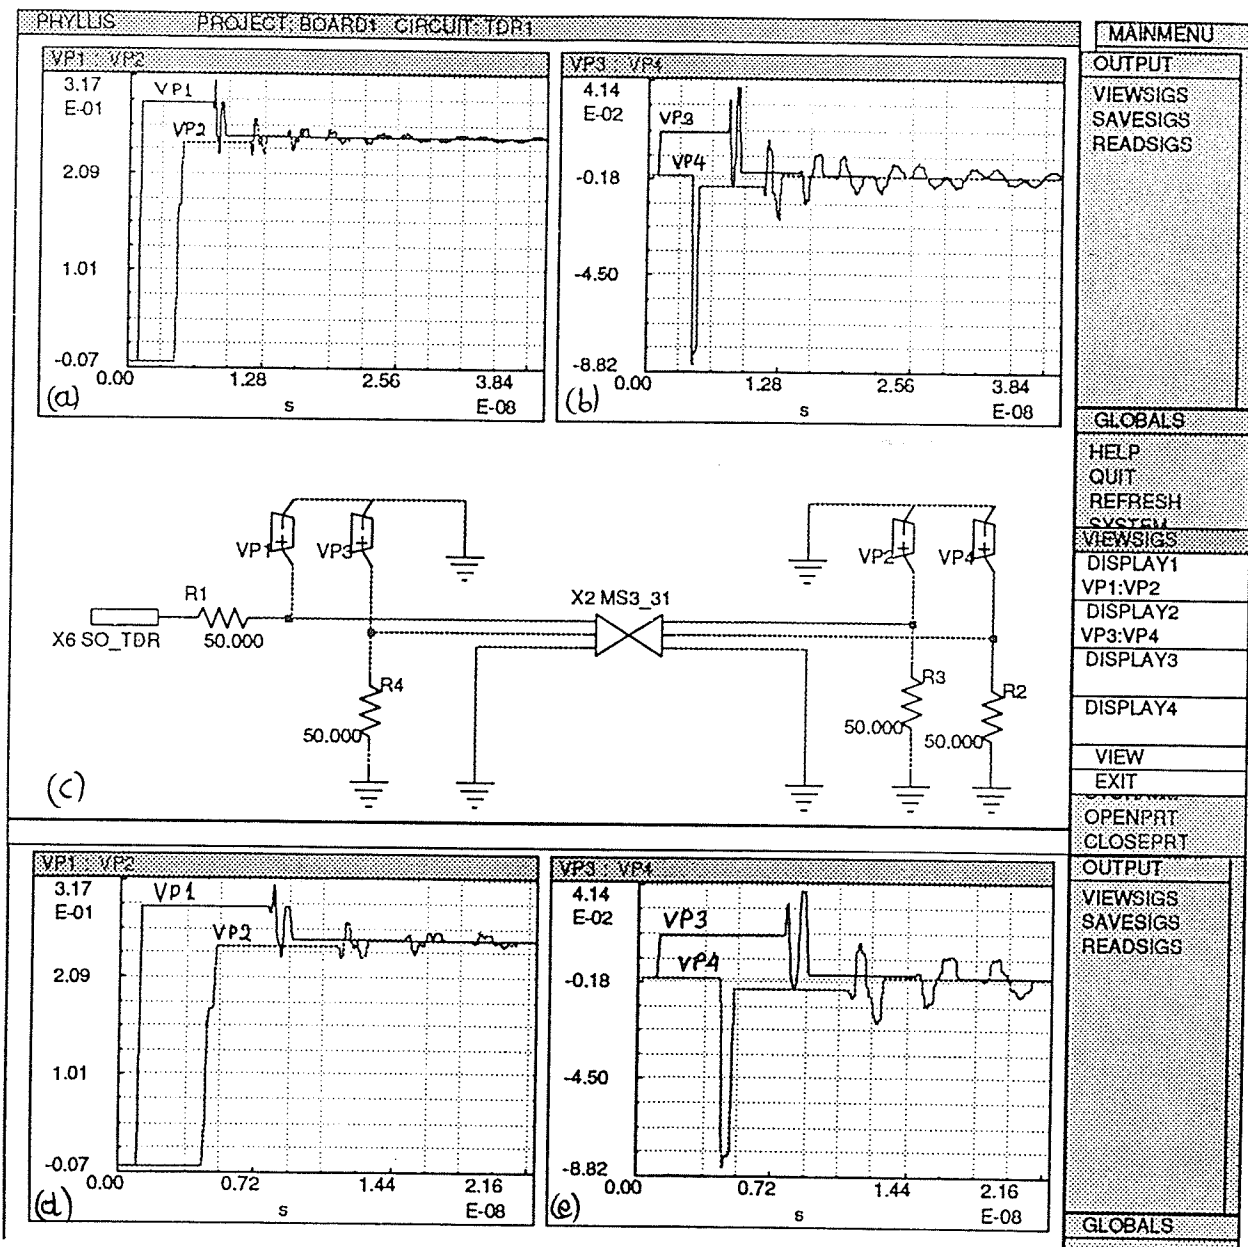 PHYLLIS PROJECT: BOARD1 CIRCUIT: TDR1
MAINMENU
OUTPUT
VIEWSIGS
SAVESIGS
READSIGS
VP1 : VP2
3.17
E-01
VP1
VP2
2.09
1.01
-0.07
0.00 1.28 2.56 3.84
(a) s E-08
VP3 : VP4
4.14
E-02
VP3
VP4
-0.18
-4.50
-8.82
0.00 1.28 2.56 3.84
(b) s E-08
GLOBALS
HELP
QUIT
REFRESH
SYSTEM
VIEWSIGS
DISPLAY1
VP1:VP2
DISPLAY2
VP3:VP4
DISPLAY3
DISPLAY4
VIEW
EXIT
OPENPRT
CLOSEPRT
VP1 VP3 VP2 VP4
R1 X2 MS3_31
X6 SO_TDR 50.000
R4 R3 R2
50.000 50.000 50.000
(c)
OUTPUT
VIEWSIGS
SAVESIGS
READSIGS
VP1 : VP2
3.17
E-01
VP1
VP2
2.09
1.01
-0.07
0.00 0.72 1.44 2.16
(d) s E-08
VP3 : VP4
4.14
E-02
VP3
VP4
-0.18
-4.50
-8.82
0.00 0.72 1.44 2.16
(e) s E-08
GLOBALS